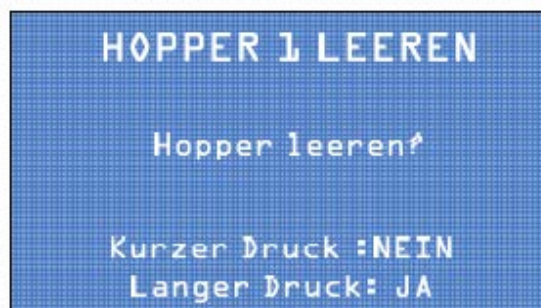 HOPPER 1 LEEREN
Hopper leeren?
Kurzer Druck :NEIN
Langer Druck: JA